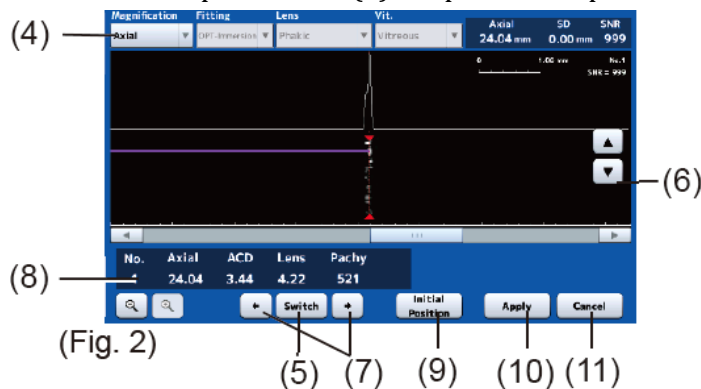 Magnification Fitting Lens Vit.
Axial OPT-Immersion Phakic Vitreous
Axial SD SNR
24.04 mm 0.00 mm 999
(4)
0 1.00 mm No.1
SNR = 999
(6)
No. Axial ACD Lens Pachy
1 24.04 3.44 4.22 521
(8)
Switch Initial Position Apply Cancel
(Fig. 2)
(5) (7) (9) (10) (11)